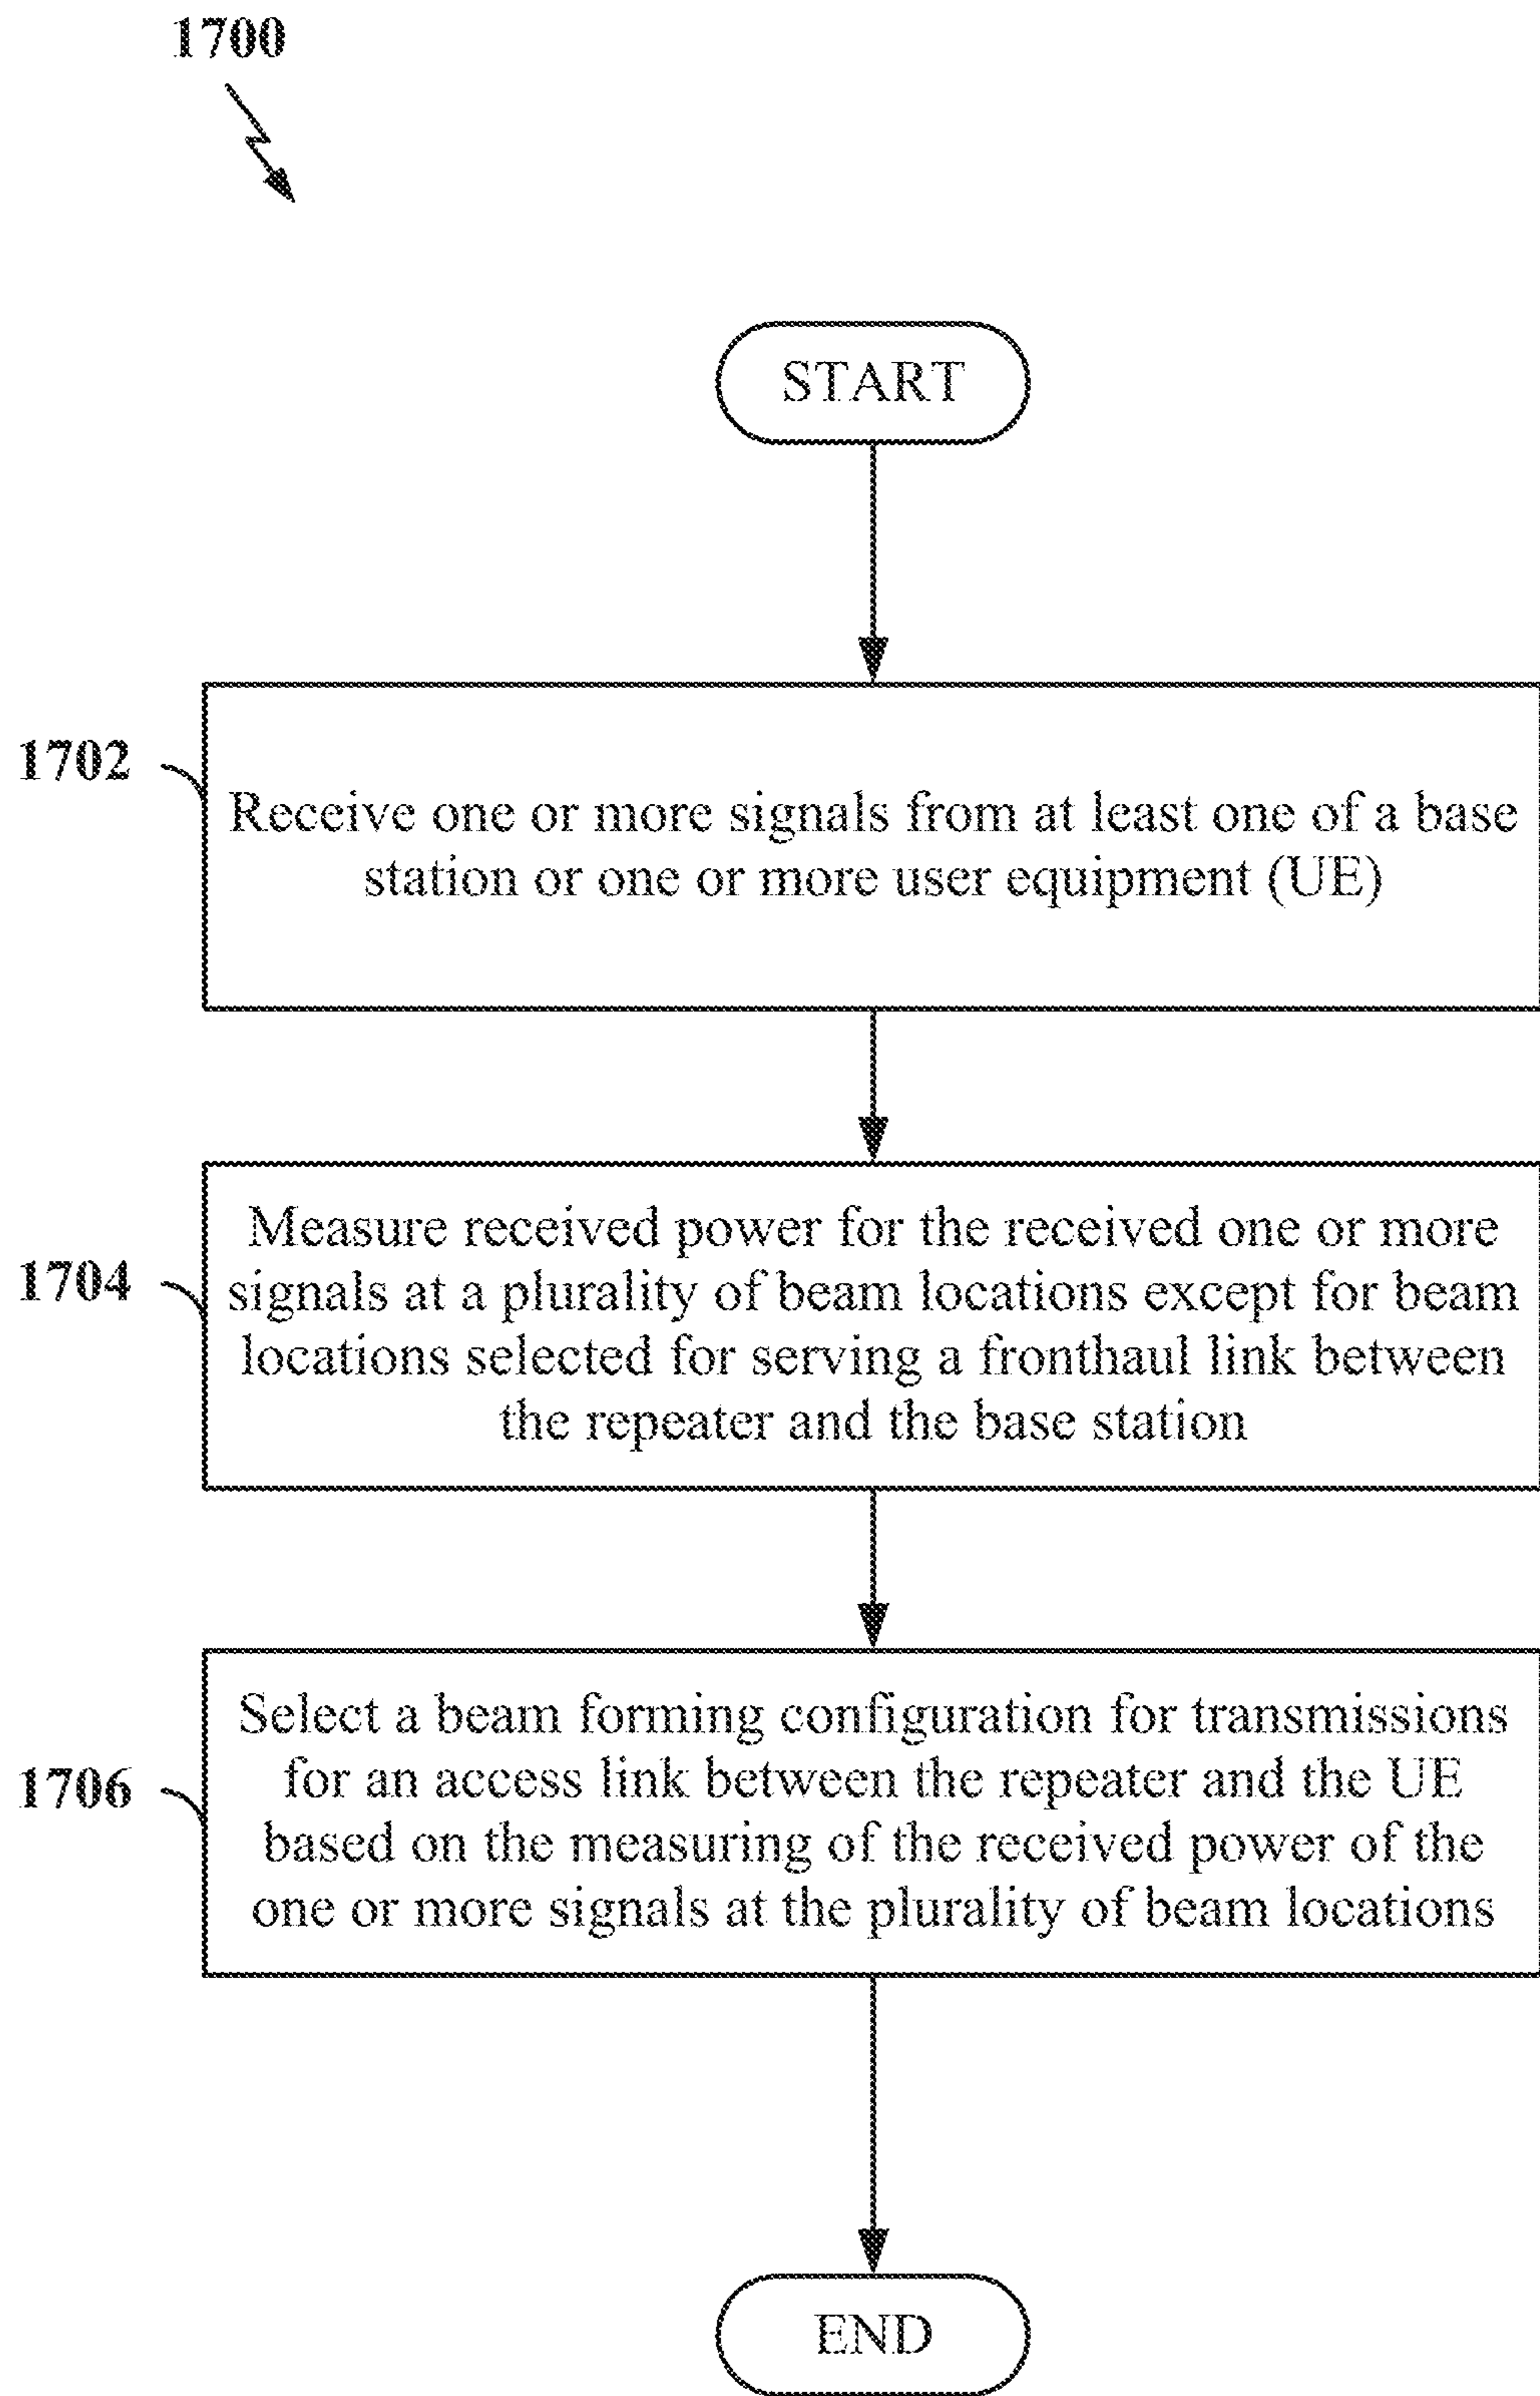 1700
START
1702
Receive one or more signals from at least one of a base
station or one or more user equipment (UE)
1704
Measure received power for the received one or more
signals at a plurality of beam locations except for beam
locations selected for serving a fronthaul link between
the repeater and the base station
1706
Select a beam forming configuration for transmissions
for an access link between the repeater and the UE
based on the measuring of the received power of the
one or more signals at the plurality of beam locations
END